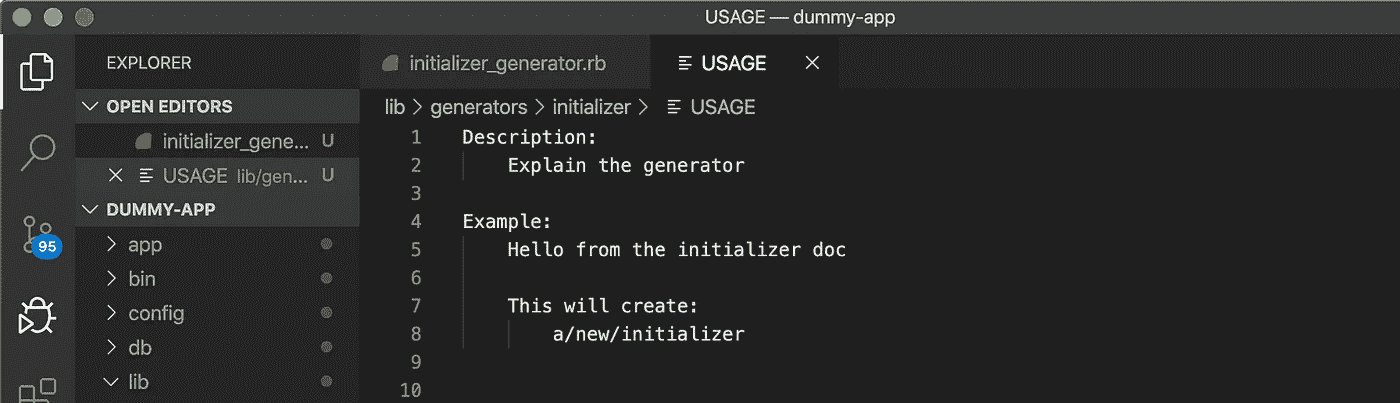 USAGE — dummy-app
EXPLORER
OPEN EDITORS
initializer_gene... U
USAGE lib/gen... U
DUMMY-APP
95
app
bin
config
db
lib
initializer_generator.rb
USAGE
lib > generators > initializer > USAGE
1 Description:
2 Explain the generator
3
4 Example:
5 Hello from the initializer doc
6
7 This will create:
8 a/new/initializer
9
10